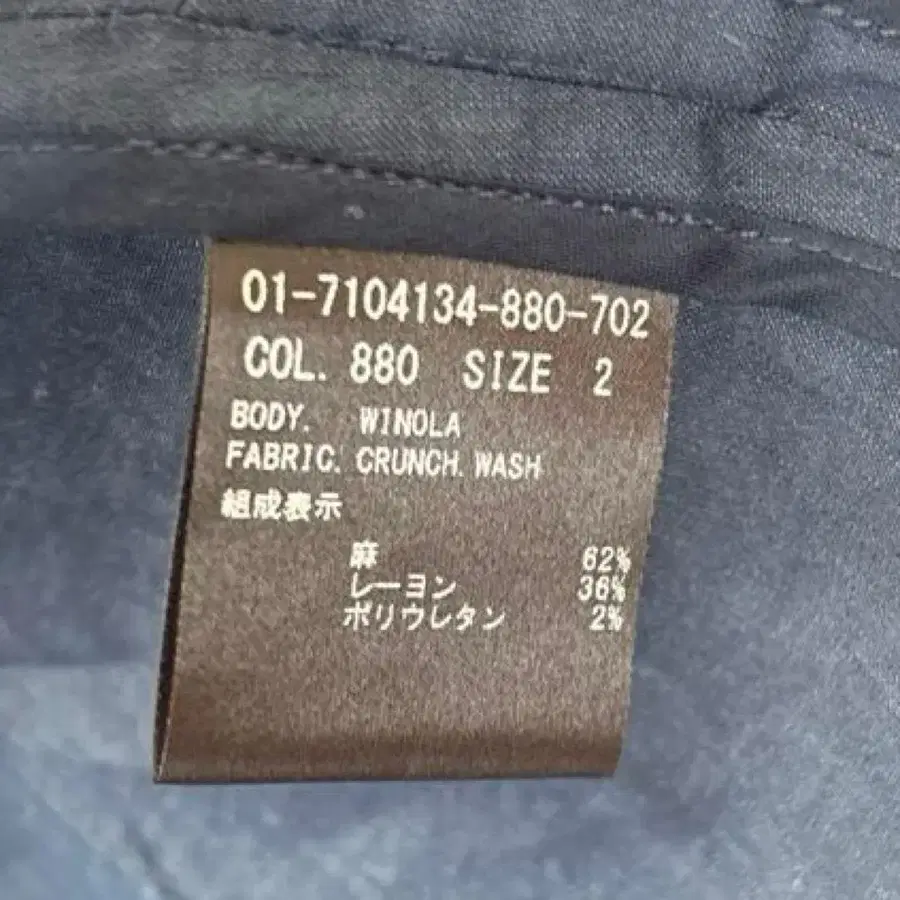 01-7104134-880-702
COL. 880 SIZE 2
BODY. WINOLA
FABRIC. CRUNCH. WASH
組成表示
麻 62%
レーヨン 36%
ポリウレタン 2%